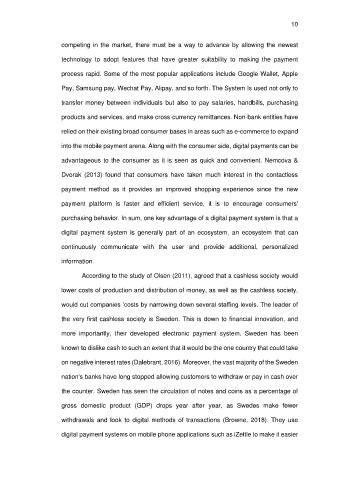 10
competing in the market, there must be a way to advance by allowing the newest
technology to adopt features that have greater suitability to making the payment
process rapid. Some of the most popular applications include Google Wallet, Apple
Pay, Samsung pay, Wechat Pay, Alipay, and so forth. The System Is used not only to
transfer money between individuals but also to pay salaries, handbills, purchasing
products and services, and make cross-currency remittances. Non-bank entities have
relied on their existing broad consumer bases in areas such as e-commerce to expand
into the mobile payment arena. Along with the consumer side, digital payments can be
advantageous to the consumer as it is seen as quick and convenient. Nemcova &
Dvorak (2013) found that consumers have taken much interest in the contactless
payment method as it provides an improved shopping experience since the new
payment platform is faster and efficient service, it is to encourage consumers'
purchasing behavior. In sum, one key advantage of a digital payment system is that a
digital payment system is generally part of an ecosystem, an ecosystem that can
continuously communicate with the user and provide additional, personalized
information.
According to the study of Olsen (2011), agreed that a cashless society would
lower costs of production and distribution of money, as well as the cashless society,
would cut companies 'costs by narrowing down several staffing levels. The leader of
the very first cashless society is Sweden. This is down to financial innovation, and
more importantly, their developed electronic payment system. Sweden has been
known to dislike cash to such an extent that it would be the one country that could take
on negative interest rates (Dalebrant, 2016). Moreover, the vast majority of the Sweden
nation's banks have long stopped allowing customers to withdraw or pay in cash over
the counter. Sweden has seen the circulation of notes and coins as a percentage of
gross domestic product (GDP) drops year after year, as Swedes make fewer
withdrawals and look to digital methods of transactions (Browne, 2018). They use
digital payment systems on mobile phone applications such as iZettle to make it easier